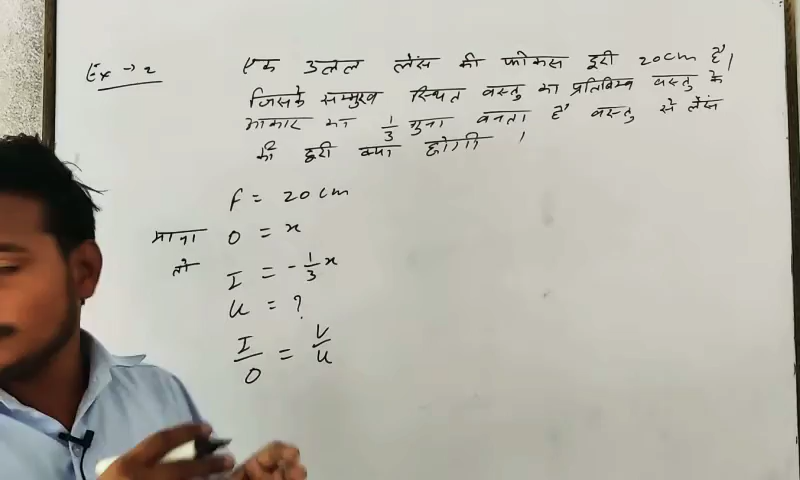 Ex → 2
एक उत्तल लेंस की फोकस दूरी 20cm है।
जिसके सम्मुख स्थित वस्तु का प्रतिबिम्ब वस्तु के
आकार का 1/3 गुना बनता है वस्तु से लेंस
की दूरी क्या होगी ।
f = 20cm
माना O = x
तो I = - 1/3 x
u = ?
I/O = v/u